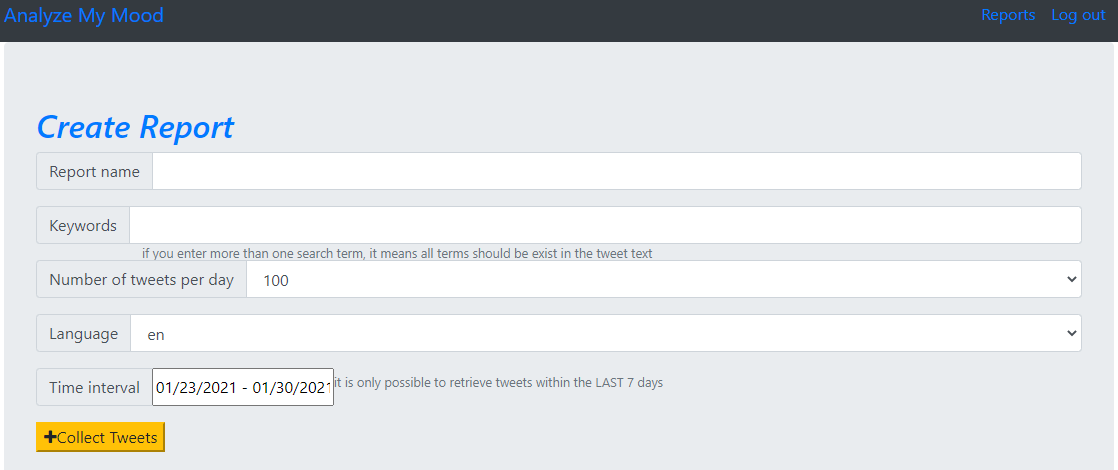 Analyze My Mood Reports Log out
Create Report
Report name
Keywords
if you enter more than one search term, it means all terms should be exist in the tweet text
Number of tweets per day 100
Language en
Time interval 01/23/2021 - 01/30/2021 it is only possible to retrieve tweets within the LAST 7 days
+Collect Tweets